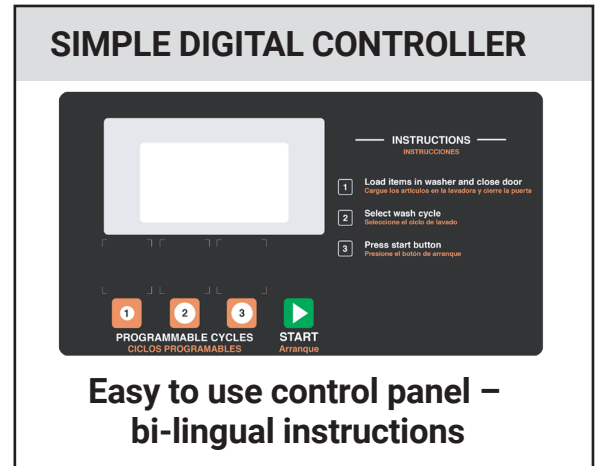 SIMPLE DIGITAL CONTROLLER
INSTRUCTIONS
INSTRUCCIONES
1 Load items in washer and close door
Cargue los artículos en la lavadora y cierre la puerta
2 Select wash cycle
Seleccione el ciclo de lavado
3 Press start button
Presione el botón de arranque
1 2 3
PROGRAMMABLE CYCLES START
CICLOS PROGRAMABLES Arranque
Easy to use control panel –
bi-lingual instructions